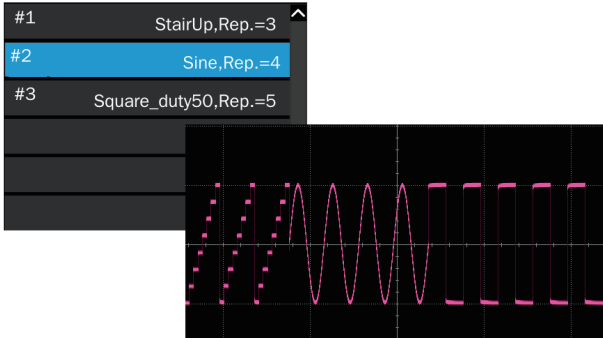 #1
StairUp,Rep.=3
#2
Sine,Rep.=4
#3
Square_duty50,Rep.=5